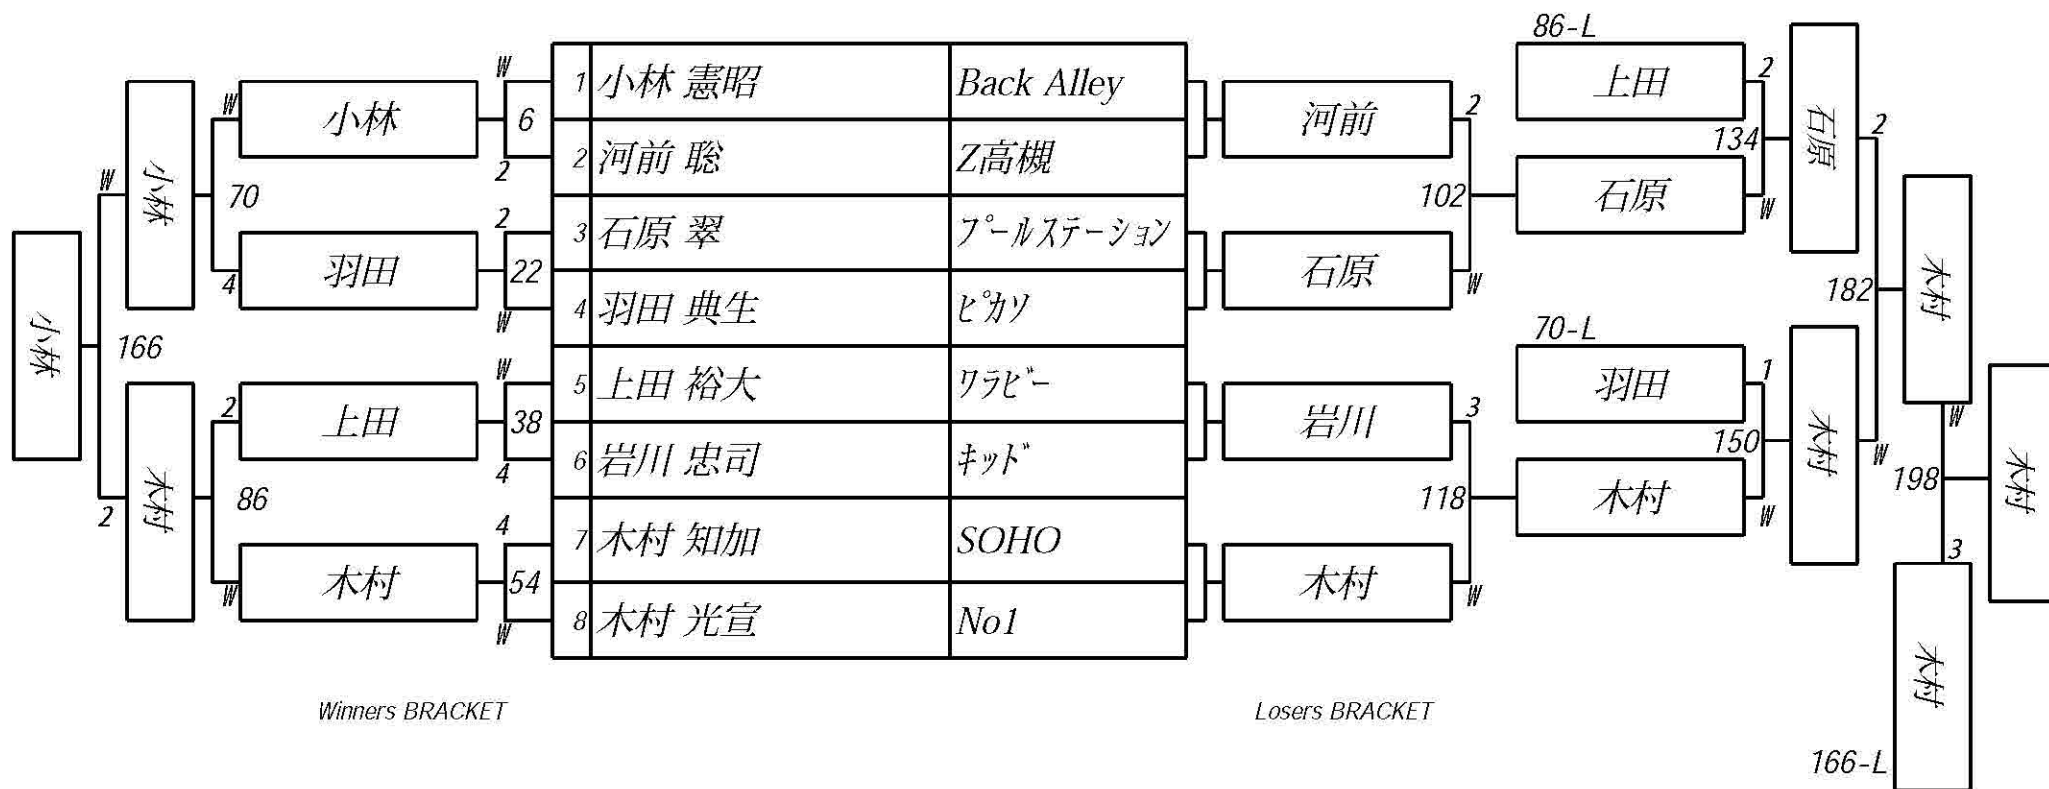 86-L
W 1 小林 憲昭 Back Alley 上田 2
W 小林 6 河前 2 石原 2
2 2 河前 聡 Z高槻 134
小林 W 70 102 石原 W
2 3 石原 翠 プールステーション
4 羽田 22 石原 W 182 木村
W 4 羽田 典生 ピカソ
小林 166 70-L W
W 5 上田 裕大 ワラビー 羽田 1
2 上田 38 岩川 3 木村 W 木村
4 6 岩川 忠司 キッド 150 198
木村 2 86 118 木村 W
4 7 木村 知加 SOHO 3
W 木村 54 木村 W
W 8 木村 光宣 No1 木村
Winners BRACKET Losers BRACKET
166-L